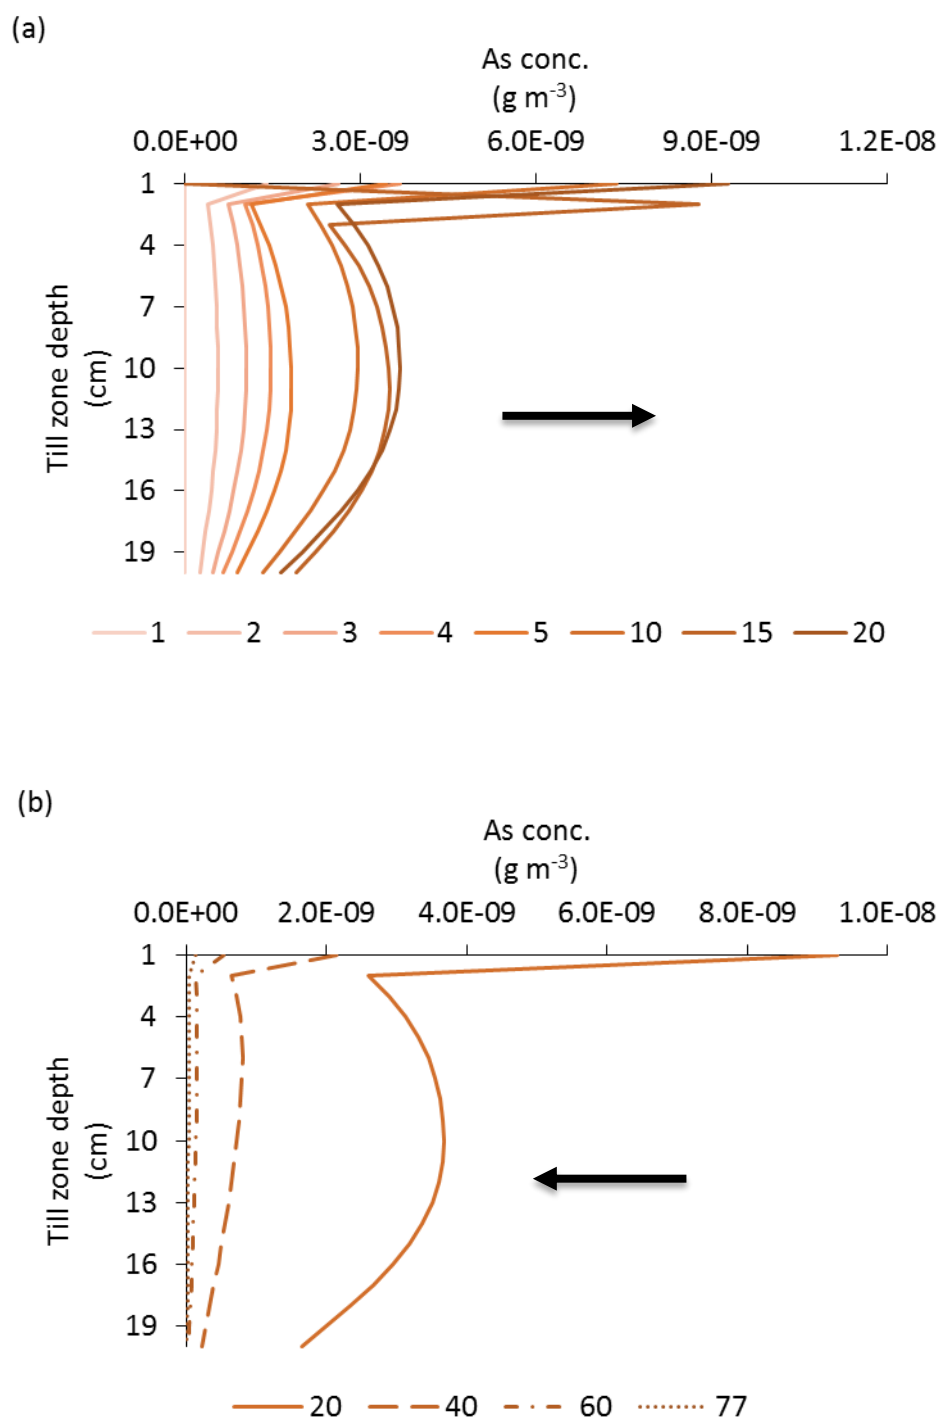 (a)
As conc.
(g m-3)
0.0E+00 3.0E-09 6.0E-09 9.0E-09 1.2E-08
1
4
7
10
13
16
19
Till zone depth
(cm)
1 2 3 4 5 10 15 20
(b)
As conc.
(g m-3)
0.0E+00 2.0E-09 4.0E-09 6.0E-09 8.0E-09 1.0E-08
1
4
7
10
13
16
19
Till zone depth
(cm)
20 40 60 77